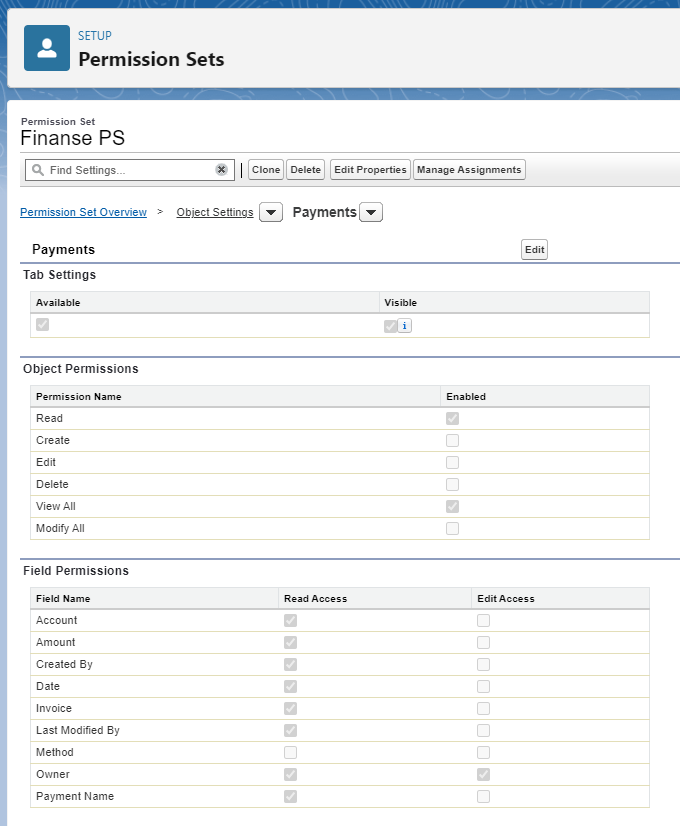 SETUP
Permission Sets
Permission Set
Finanse PS
Find Settings... Clone Delete Edit Properties Manage Assignments
Permission Set Overview > Object Settings Payments
Payments Edit
Tab Settings
Available Visible
i
Object Permissions
Permission Name Enabled
Read
Create
Edit
Delete
View All
Modify All
Field Permissions
Field Name Read Access Edit Access
Account
Amount
Created By
Date
Invoice
Last Modified By
Method
Owner
Payment Name